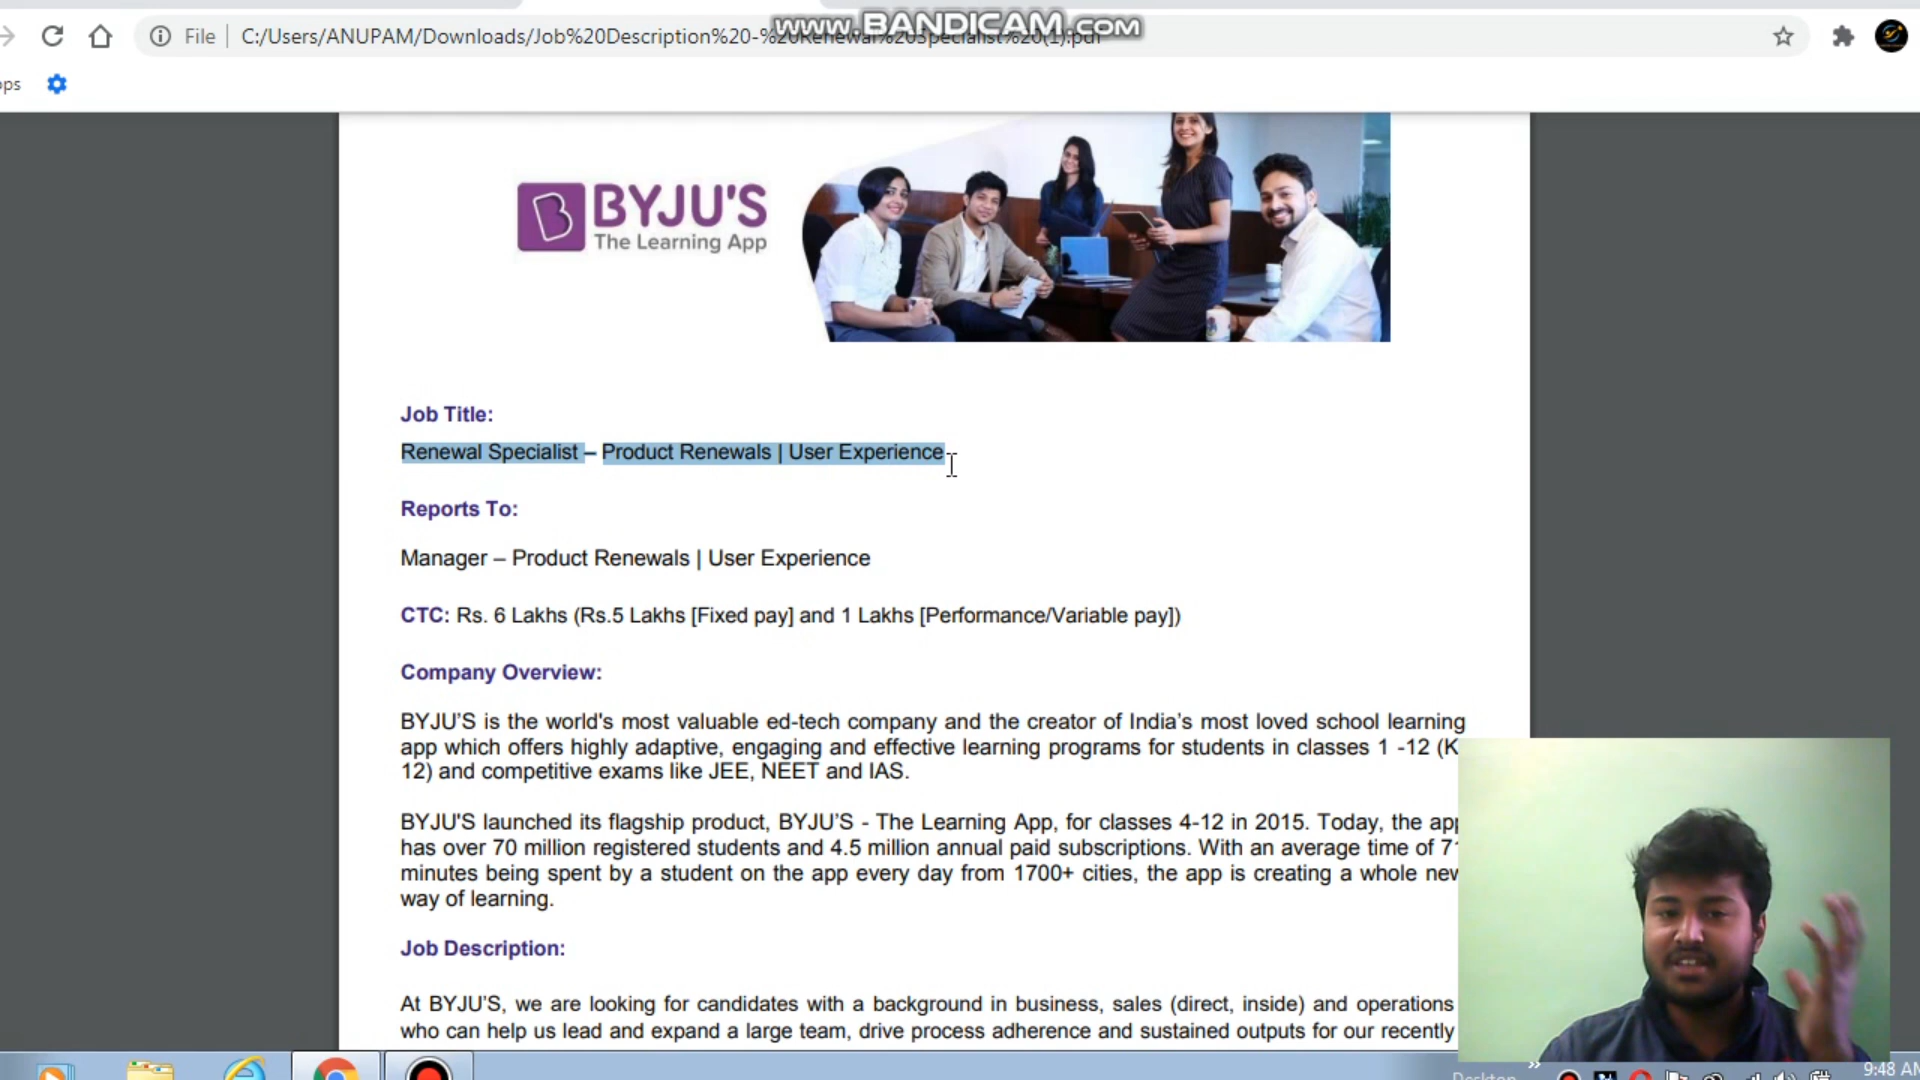 www.BANDICAM.com
File C:/Users/ANUPAM/Downloads/Job%20Description%20-%20Renewal%20Specialist%20(1).pdf
ps
BYJU'S
The Learning App
Job Title:
Renewal Specialist – Product Renewals | User Experience
Reports To:
Manager – Product Renewals | User Experience
CTC: Rs. 6 Lakhs (Rs.5 Lakhs [Fixed pay] and 1 Lakhs [Performance/Variable pay])
Company Overview:
BYJU'S is the world's most valuable ed-tech company and the creator of India's most loved school learning
app which offers highly adaptive, engaging and effective learning programs for students in classes 1 -12 (K
12) and competitive exams like JEE, NEET and IAS.
BYJU'S launched its flagship product, BYJU'S - The Learning App, for classes 4-12 in 2015. Today, the app
has over 70 million registered students and 4.5 million annual paid subscriptions. With an average time of
minutes being spent by a student on the app every day from 1700+ cities, the app is creating a whole new
way of learning.
Job Description:
At BYJU'S, we are looking for candidates with a background in business, sales (direct, inside) and operations
who can help us lead and expand a large team, drive process adherence and sustained outputs for our recently
Desktop
9:48 AM